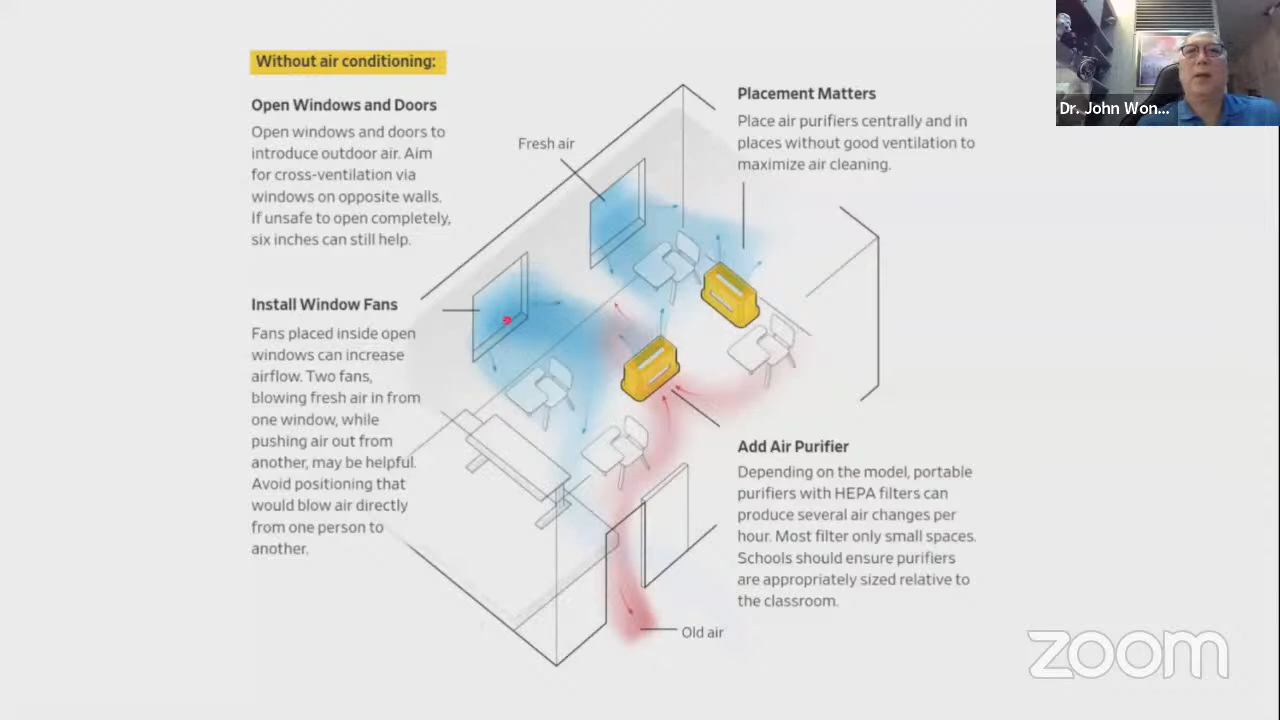 Without air conditioning:
Open Windows and Doors
Open windows and doors to
introduce outdoor air. Aim
for cross-ventilation via
windows on opposite walls.
If unsafe to open completely,
six inches can still help.
Install Window Fans
Fans placed inside open
windows can increase
airflow. Two fans,
blowing fresh air in from
one window, while
pushing air out from
another, may be helpful.
Avoid positioning that
would blow air directly
from one person to
another.
Fresh air
Placement Matters
Place air purifiers centrally and in
places without good ventilation to
maximize air cleaning.
Add Air Purifier
Depending on the model, portable
purifiers with HEPA filters can
produce several air changes per
hour. Most filter only small spaces.
Schools should ensure purifiers
are appropriately sized relative to
the classroom.
Old air
Dr. John Won...
zoom